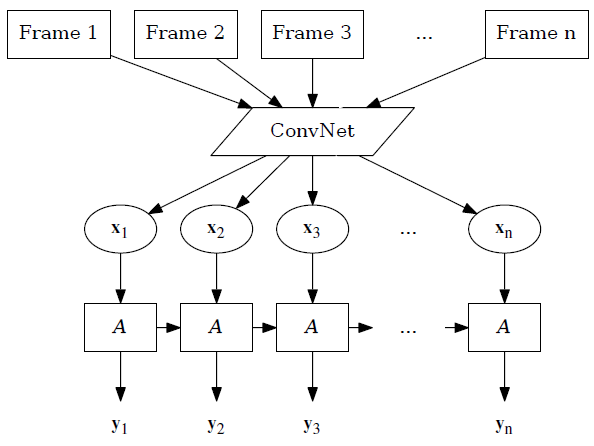 Frame 1 Frame 2 Frame 3 ... Frame n
ConvNet
x₁ x₂ x₃ ... xₙ
A A A ... A
y₁ y₂ y₃ yₙ